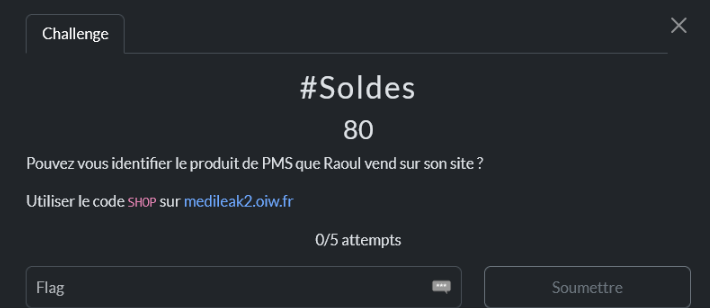 Challenge
#Soldes
80
Pouvez vous identifier le produit de PMS que Raoul vend sur son site ?
Utiliser le code SHOP sur medileak2.oiw.fr
0/5 attempts
Flag
Soumettre